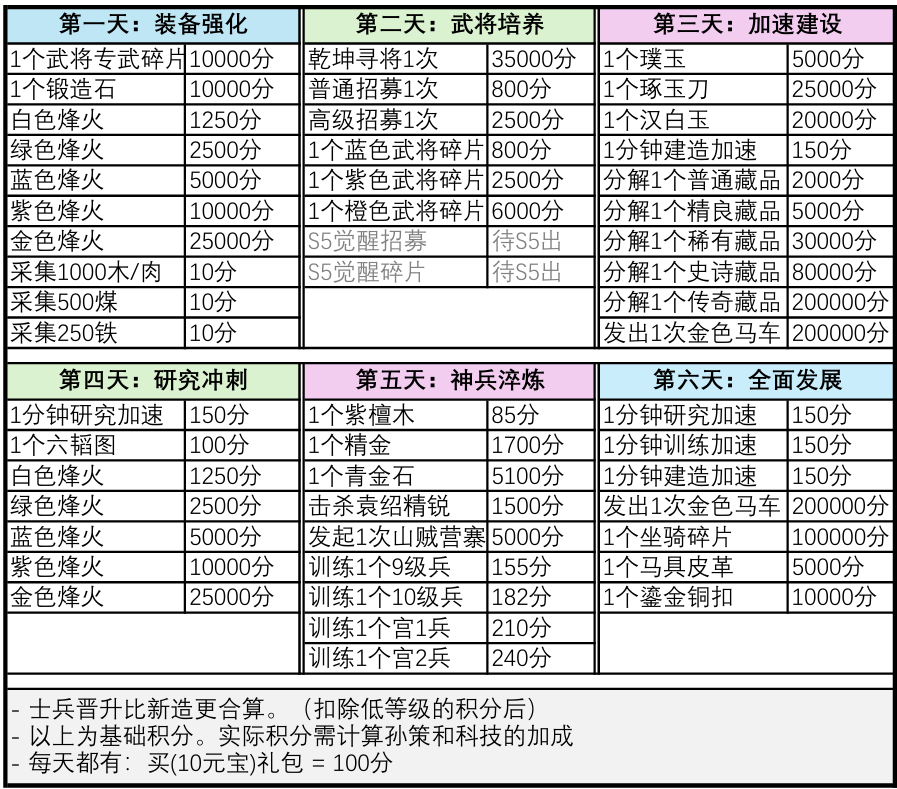 第一天：装备强化
1个武将专武碎片 10000分
1个锻造石 10000分
白色烽火 1250分
绿色烽火 2500分
蓝色烽火 5000分
紫色烽火 10000分
金色烽火 25000分
采集1000木/肉 10分
采集500煤 10分
采集250铁 10分
第二天：武将培养
乾坤寻将1次 35000分
普通招募1次 800分
高级招募1次 2500分
1个蓝色武将碎片 800分
1个紫色武将碎片 2500分
1个橙色武将碎片 6000分
S5觉醒招募 待S5出
S5觉醒碎片 待S5出
第三天：加速建设
1个璞玉 5000分
1个琢玉刀 25000分
1个汉白玉 20000分
1分钟建造加速 150分
分解1个普通藏品 2000分
分解1个精良藏品 5000分
分解1个稀有藏品 30000分
分解1个史诗藏品 80000分
分解1个传奇藏品 200000分
发出1次金色马车 200000分
第四天：研究冲刺
1分钟研究加速 150分
1个六韬图 100分
白色烽火 1250分
绿色烽火 2500分
蓝色烽火 5000分
紫色烽火 10000分
金色烽火 25000分
第五天：神兵淬炼
1个紫檀木 85分
1个精金 1700分
1个青金石 5100分
击杀袁绍精锐 1500分
发起1次山贼营寨 5000分
训练1个9级兵 155分
训练1个10级兵 182分
训练1个宫1兵 210分
训练1个宫2兵 240分
第六天：全面发展
1分钟研究加速 150分
1分钟训练加速 150分
1分钟建造加速 150分
发出1次金色马车 200000分
1个坐骑碎片 100000分
1个马具皮革 5000分
1个鎏金铜扣 10000分
- 士兵晋升比新造更合算。（扣除低等级的积分后）
- 以上为基础积分。实际积分需计算孙策和科技的加成
- 每天都有：买(10元宝)礼包 = 100分